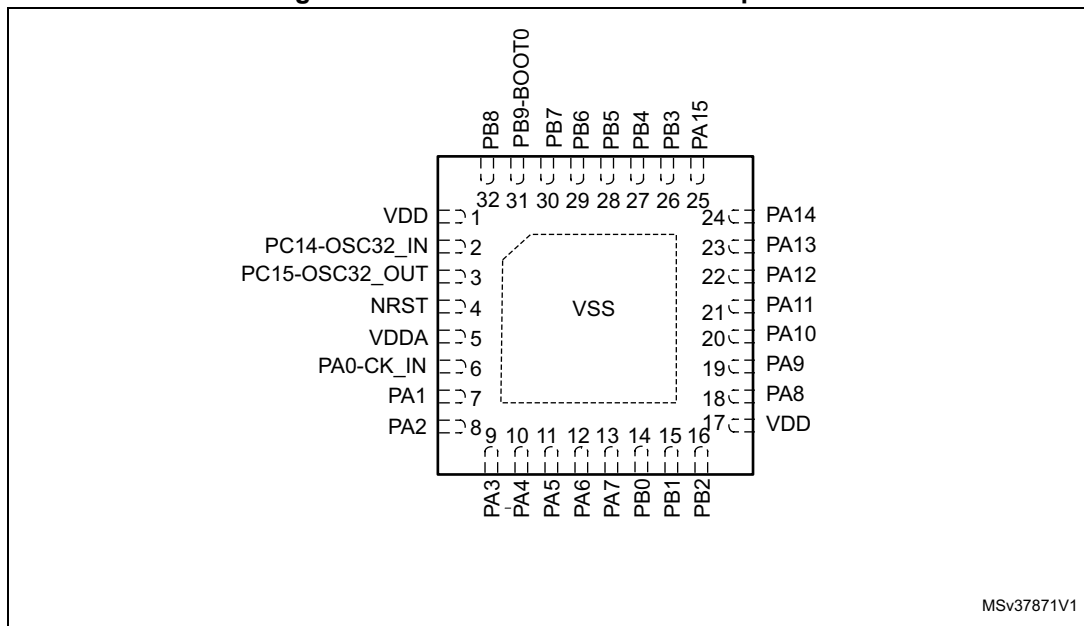 PB8
PB9-BOOT0
PB7
PB6
PB5
PB4
PB3
PA15
32 31 30 29 28 27 26 25
VDD 1
PC14-OSC32_IN 2
PC15-OSC32_OUT 3
NRST 4
VDDA 5
PA0-CK_IN 6
PA1 7
PA2 8
VSS
24 PA14
23 PA13
22 PA12
21 PA11
20 PA10
19 PA9
18 PA8
17 VDD
9 10 11 12 13 14 15 16
PA3
PA4
PA5
PA6
PA7
PB0
PB1
PB2
MSv37871V1